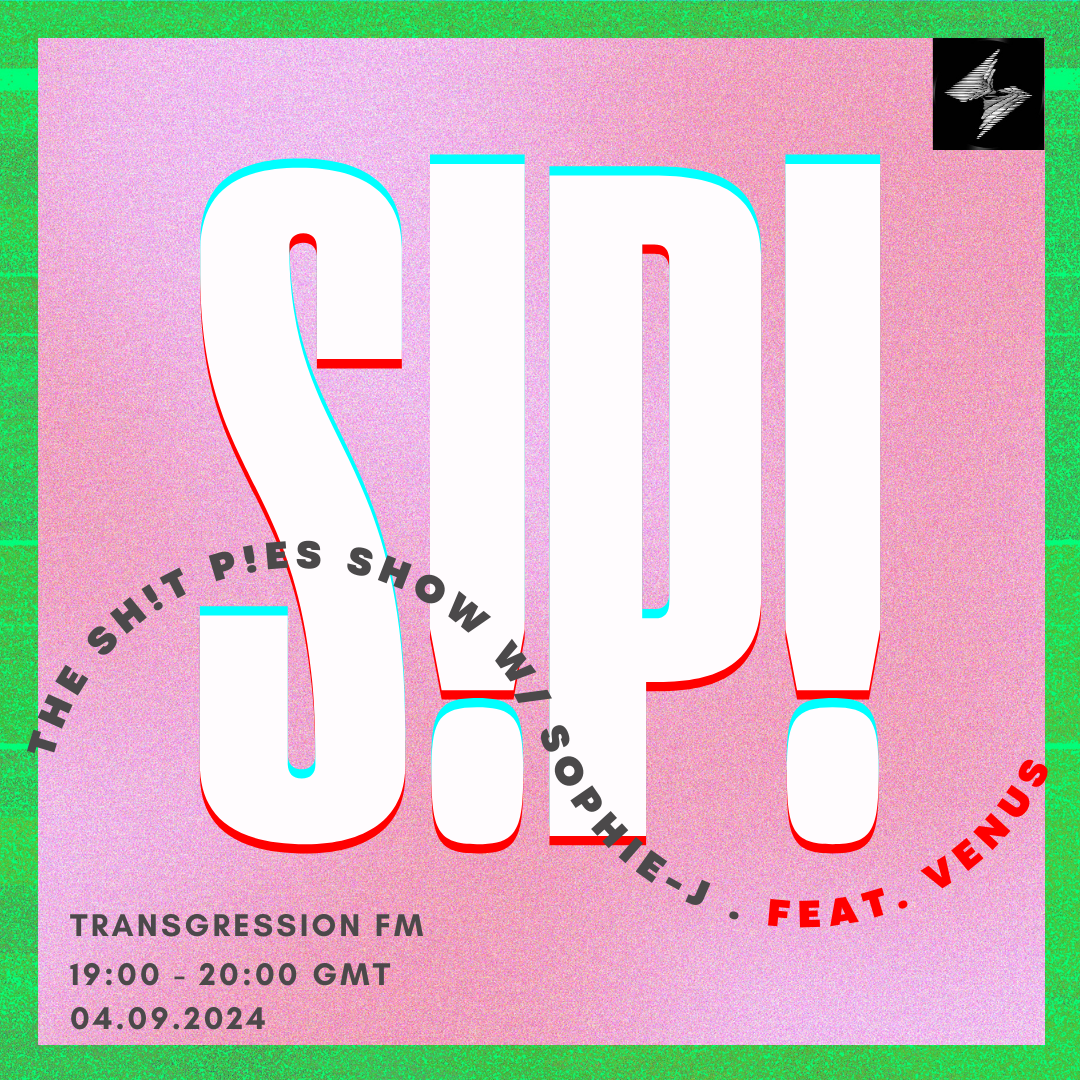 S!P!
THE SH!T P!ES SHOW W/ SOPHIE-J . FEAT. VENUS
TRANSGRESSION FM
19:00 - 20:00 GMT
04.09.2024